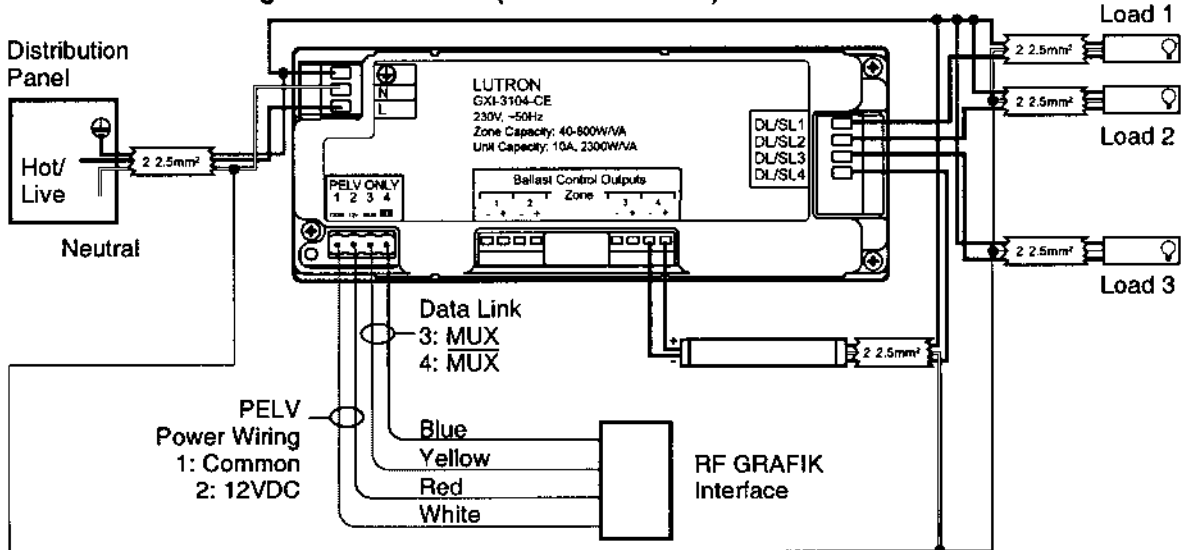 Load 1
2 2.5mm²
Distribution
Panel
Hot/
Live
Neutral
2 2.5mm²
N
L
LUTRON
GXI-3104-CE
230V, ~50Hz
Zone Capacity: 40-800W/VA
Unit Capacity: 10A, 2300W/VA
DL/SL1
DL/SL2
DL/SL3
DL/SL4
2 2.5mm²
Load 2
PELV ONLY
1 2 3 4
Ballast Control Outputs
1 2 Zone 3 4
- + - + - + - +
2 2.5mm²
Load 3
Data Link
3: MUX
4: M̅U̅X̅
+
-
2 2.5mm²
PELV
Power Wiring
1: Common
2: 12VDC
Blue
Yellow
Red
White
RF GRAFIK
Interface